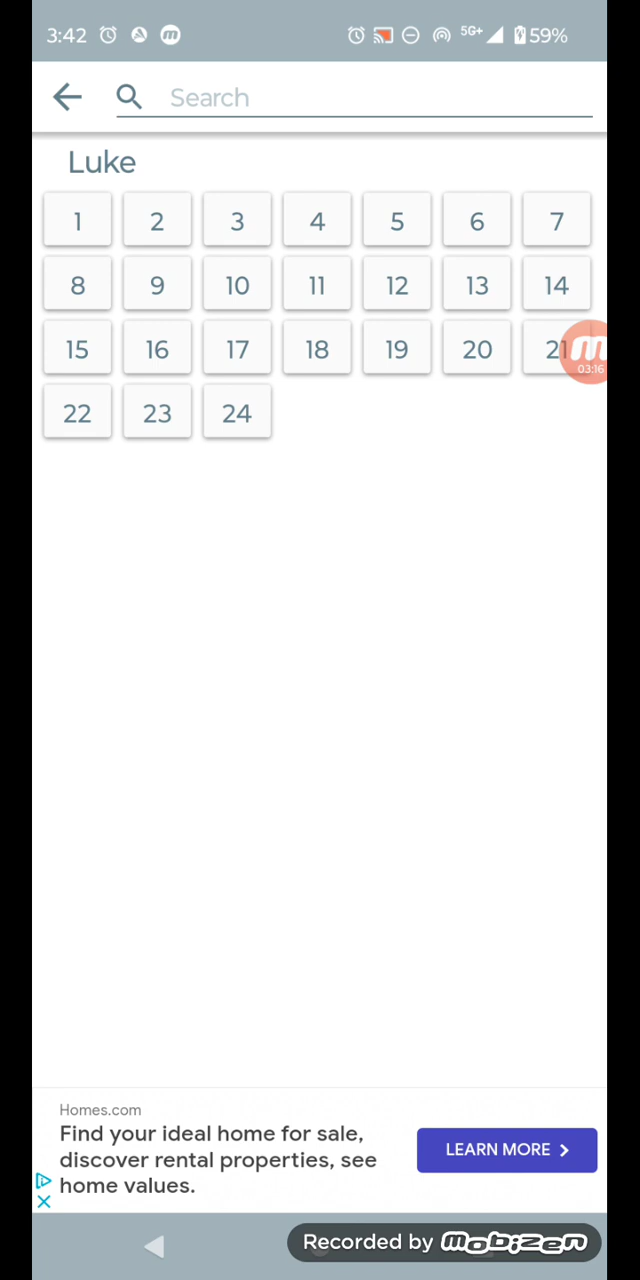 3:42 5G+ 59%
Search
Luke
1 2 3 4 5 6 7
8 9 10 11 12 13 14
15 16 17 18 19 20 21
03:16
22 23 24
Homes.com
Find your ideal home for sale,
discover rental properties, see
home values.
LEARN MORE
Recorded by mobizen